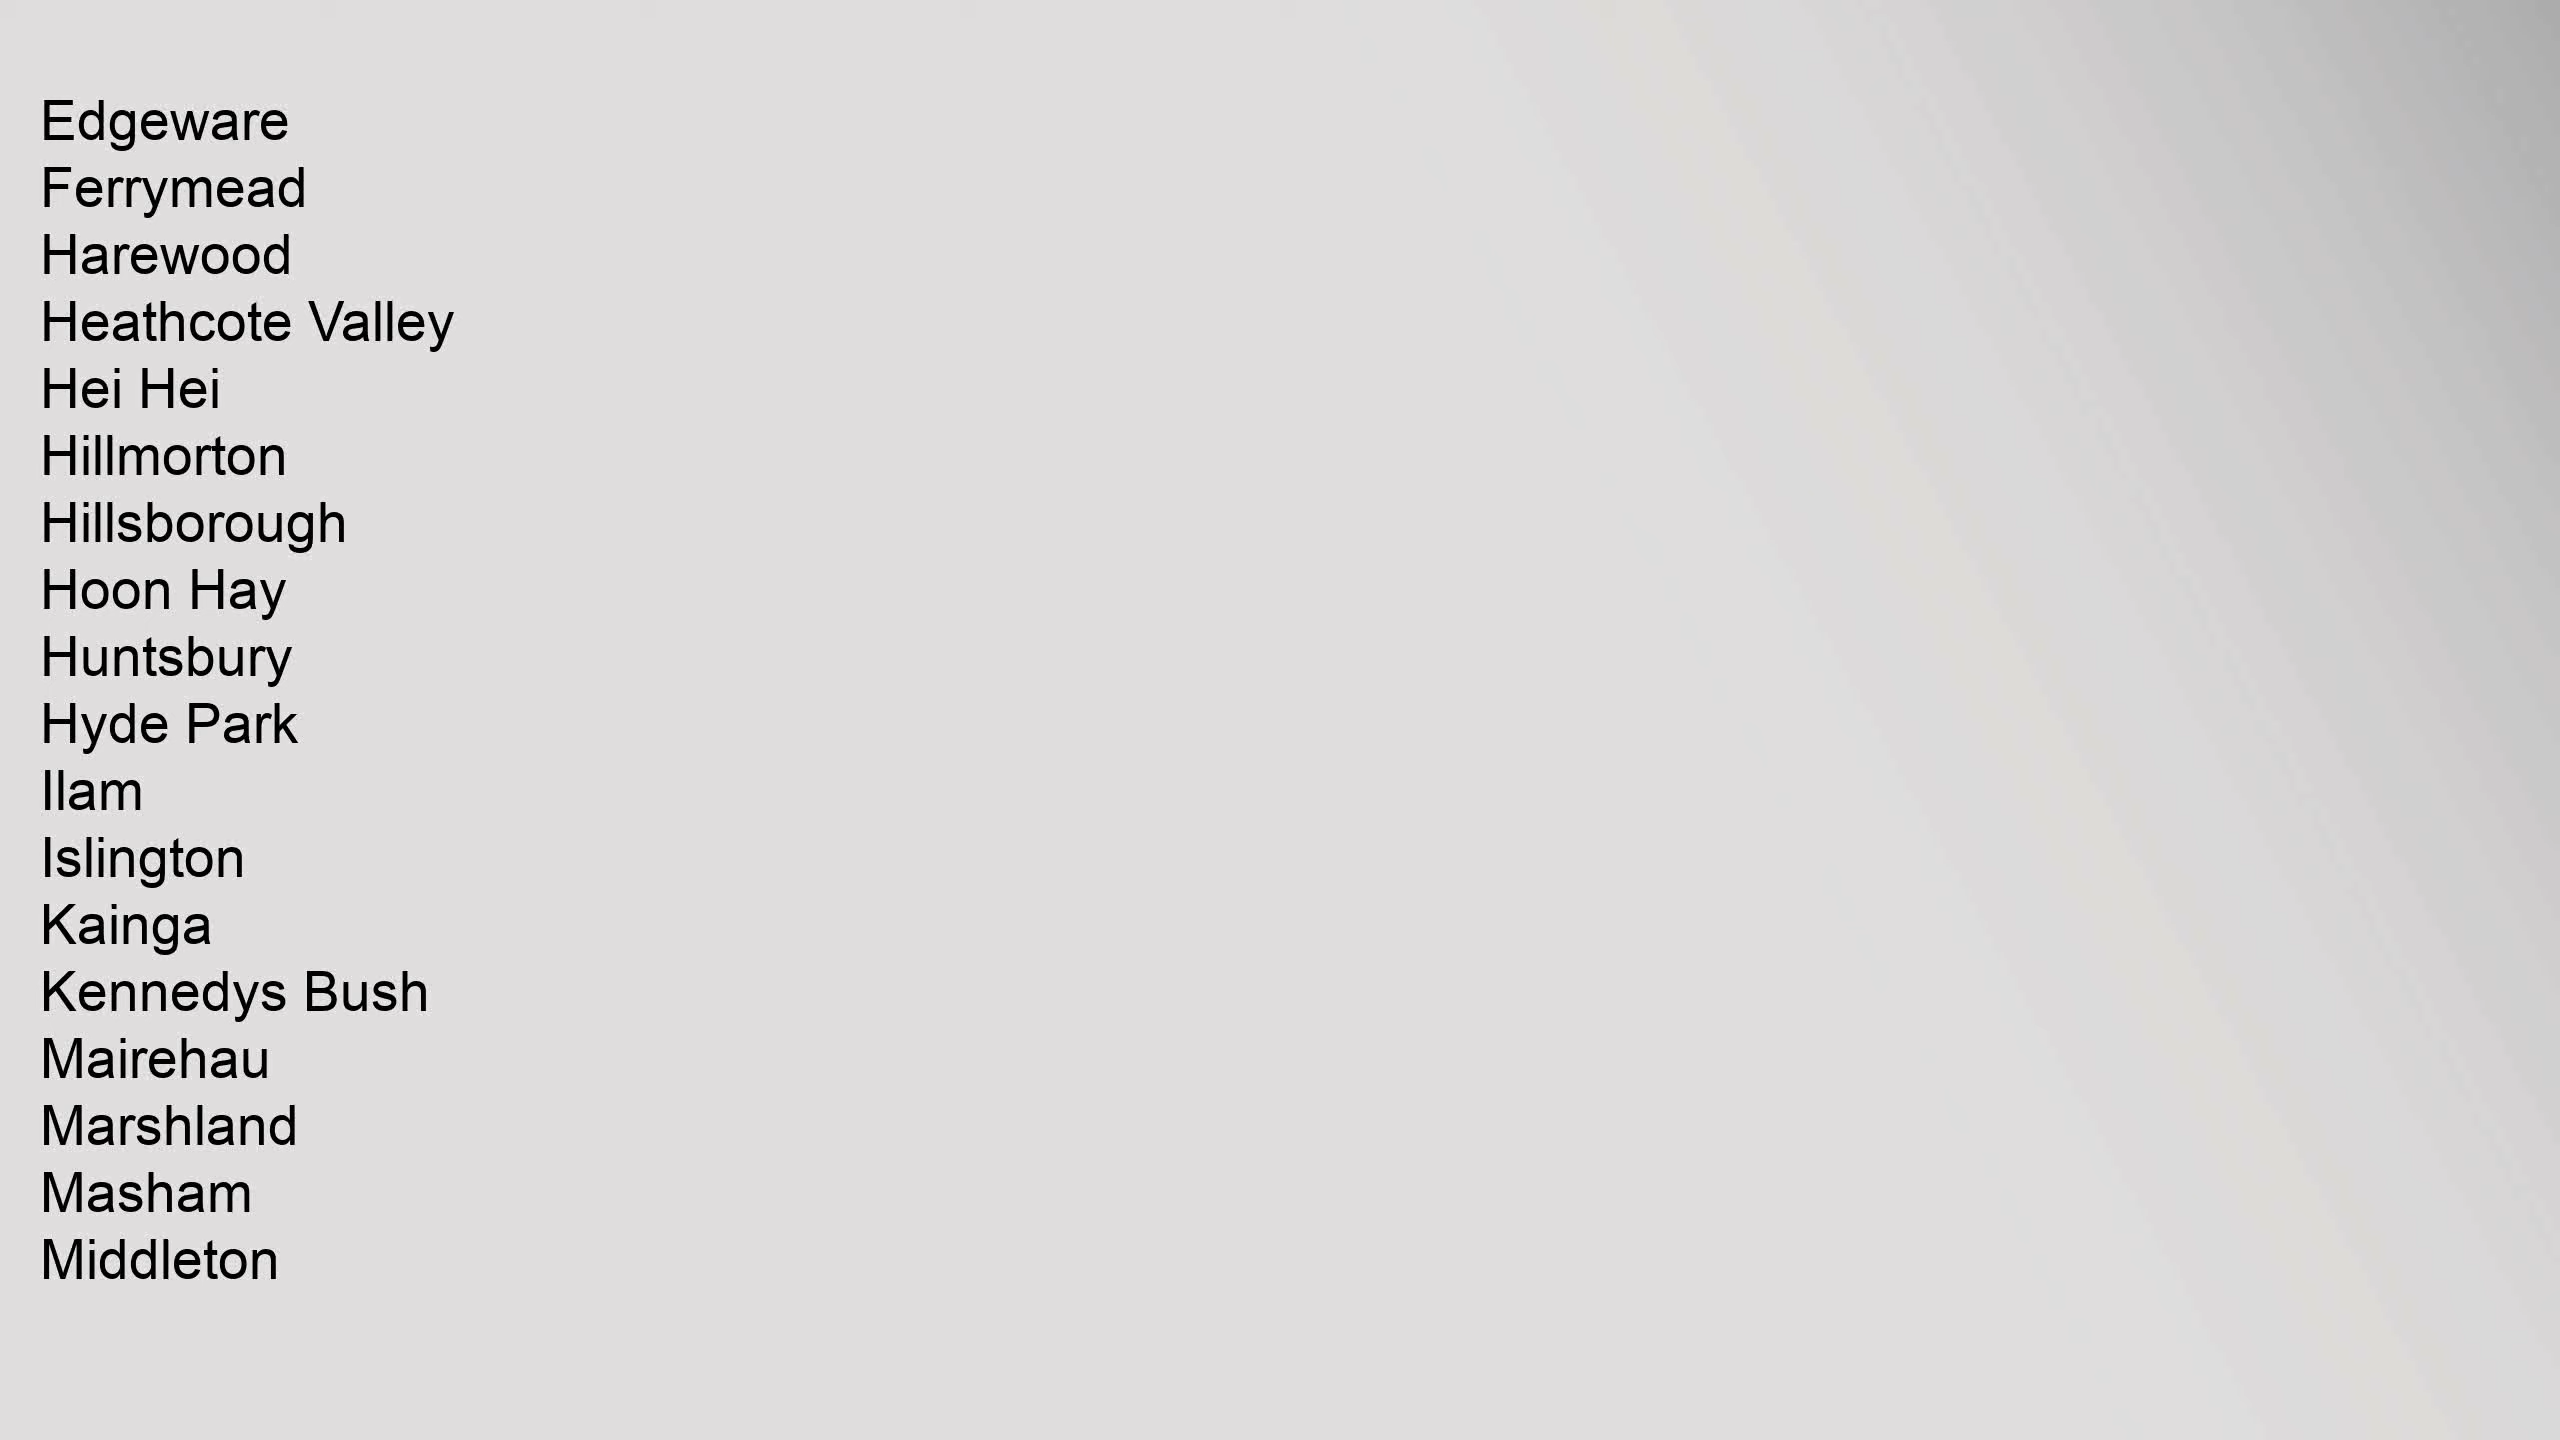 Edgeware
Ferrymead
Harewood
Heathcote Valley
Hei Hei
Hillmorton
Hillsborough
Hoon Hay
Huntsbury
Hyde Park
Ilam
Islington
Kainga
Kennedys Bush
Mairehau
Marshland
Masham
Middleton